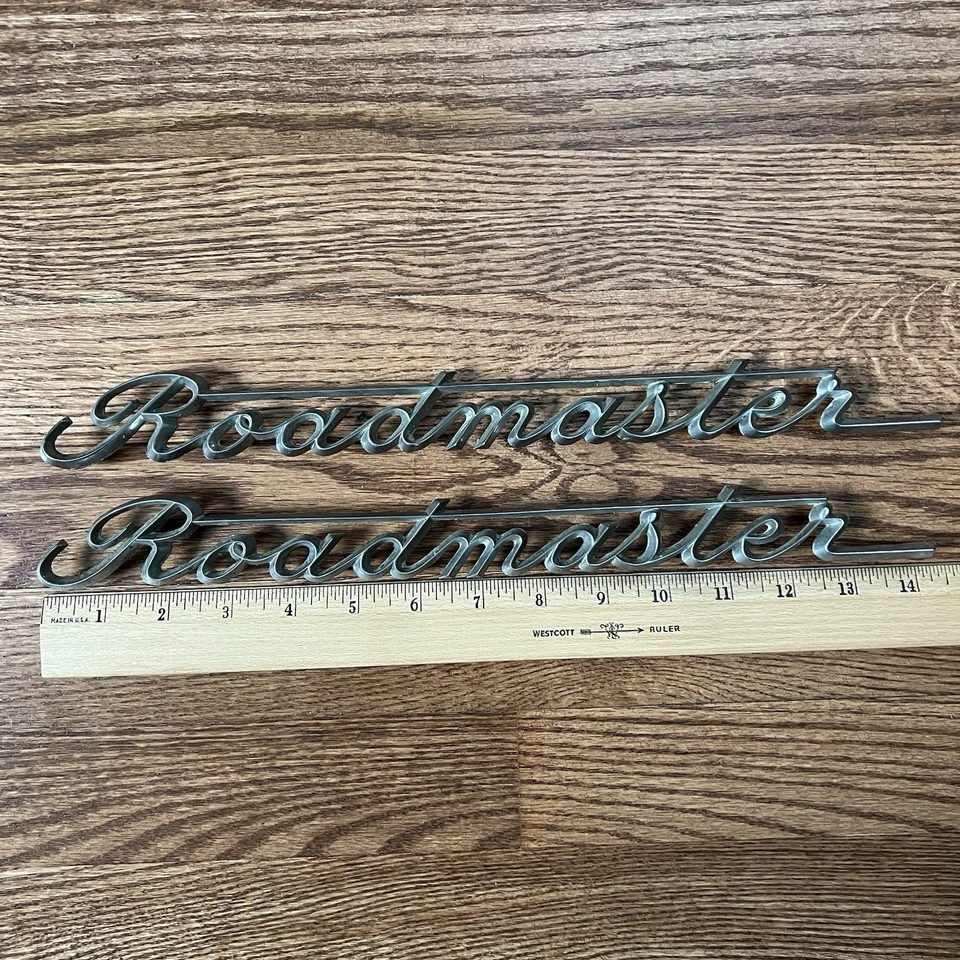 Roadmaster
Roadmaster
1 2 3 4 5 6 7 8 9 10 11 12 13 14
MADE IN U.S.A.
WESTCOTT RULER